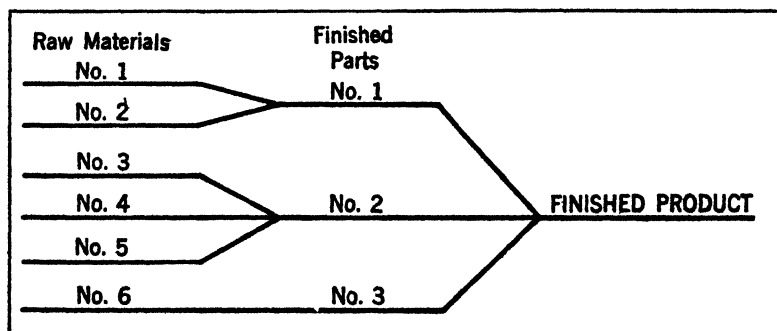 Raw Materials
Finished
Parts
No. 1
No. 1
No. 2
No. 3
No. 4
No. 2
FINISHED PRODUCT
No. 5
No. 6
No. 3